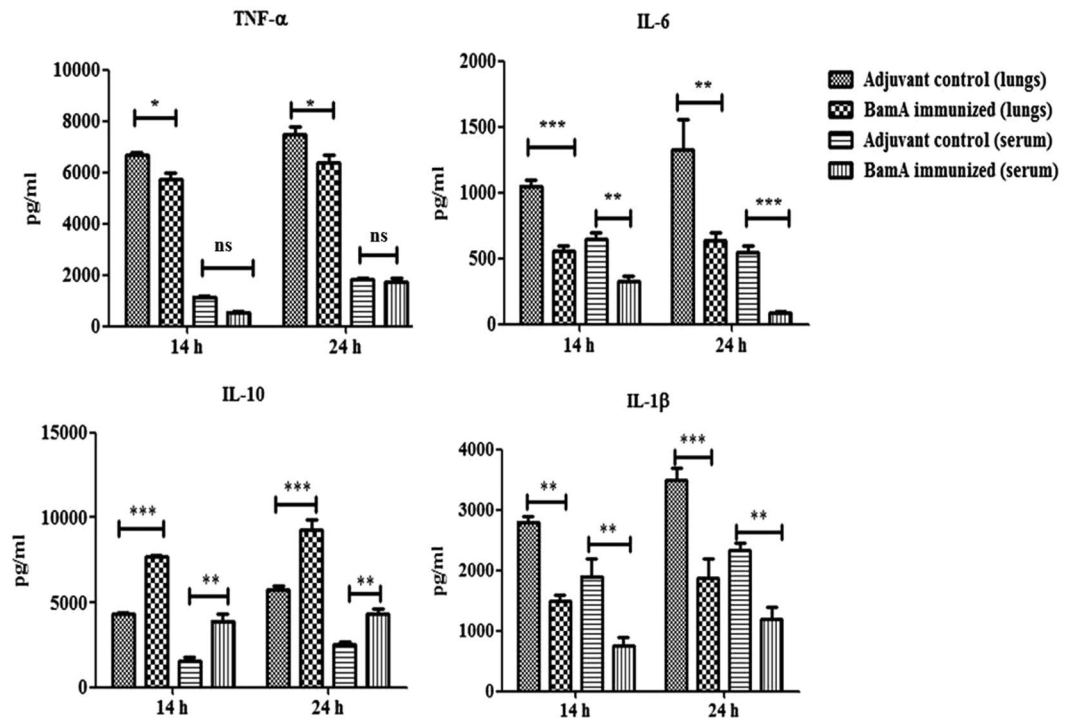 TNF-α
pg/ml
10000
8000
6000
4000
2000
0
*
ns
*
ns
14 h
24 h
IL-6
pg/ml
2000
1500
1000
500
0
***
**
**
***
14 h
24 h
Adjuvant control (lungs)
BamA immunized (lungs)
Adjuvant control (serum)
BamA immunized (serum)
IL-10
pg/ml
15000
10000
5000
0
***
**
***
**
14 h
24 h
IL-1β
pg/ml
4000
3000
2000
1000
0
**
**
***
**
14 h
24 h